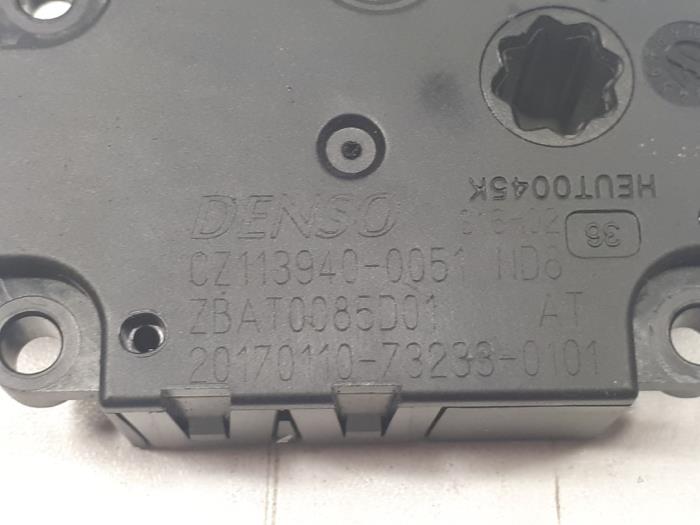 HEUT0045K
36
DENSO
CZ113940-0051 ND8
ZBAT0085D01 AT
20170110-73233-0101